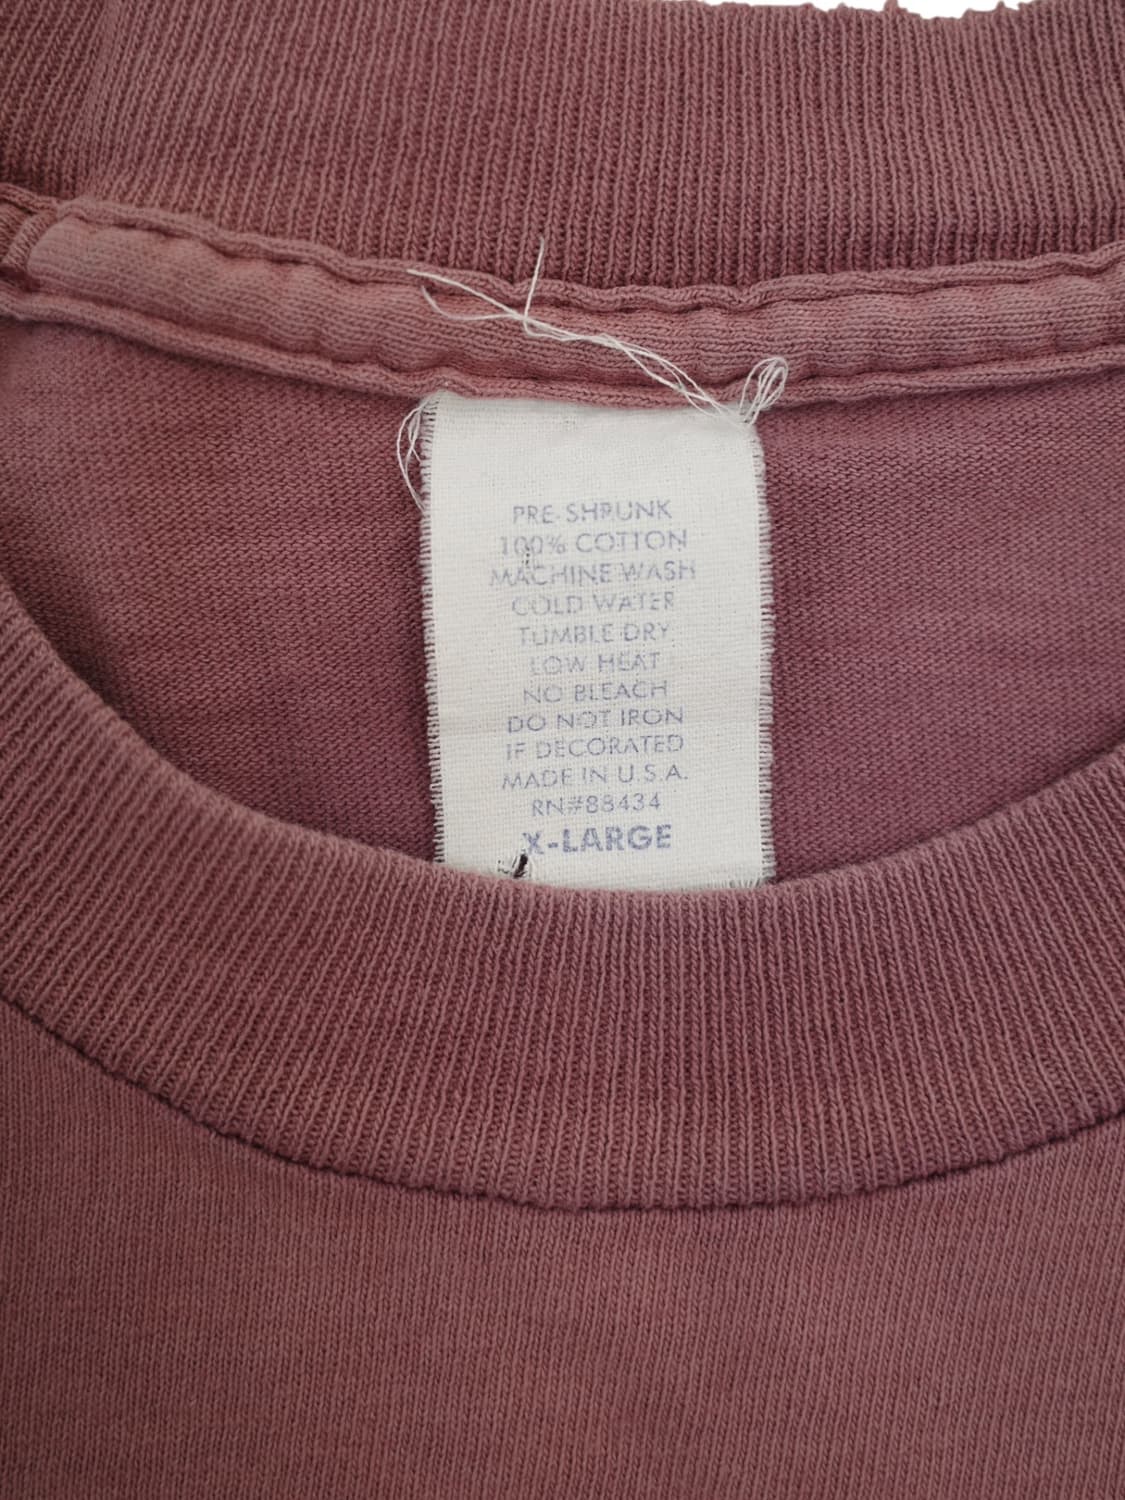 PRE-SHRUNK
100% COTTON
MACHINE WASH
COLD WATER
TUMBLE DRY
LOW HEAT
NO BLEACH
DO NOT IRON
IF DECORATED
MADE IN U.S.A.
RN#88434
X-LARGE